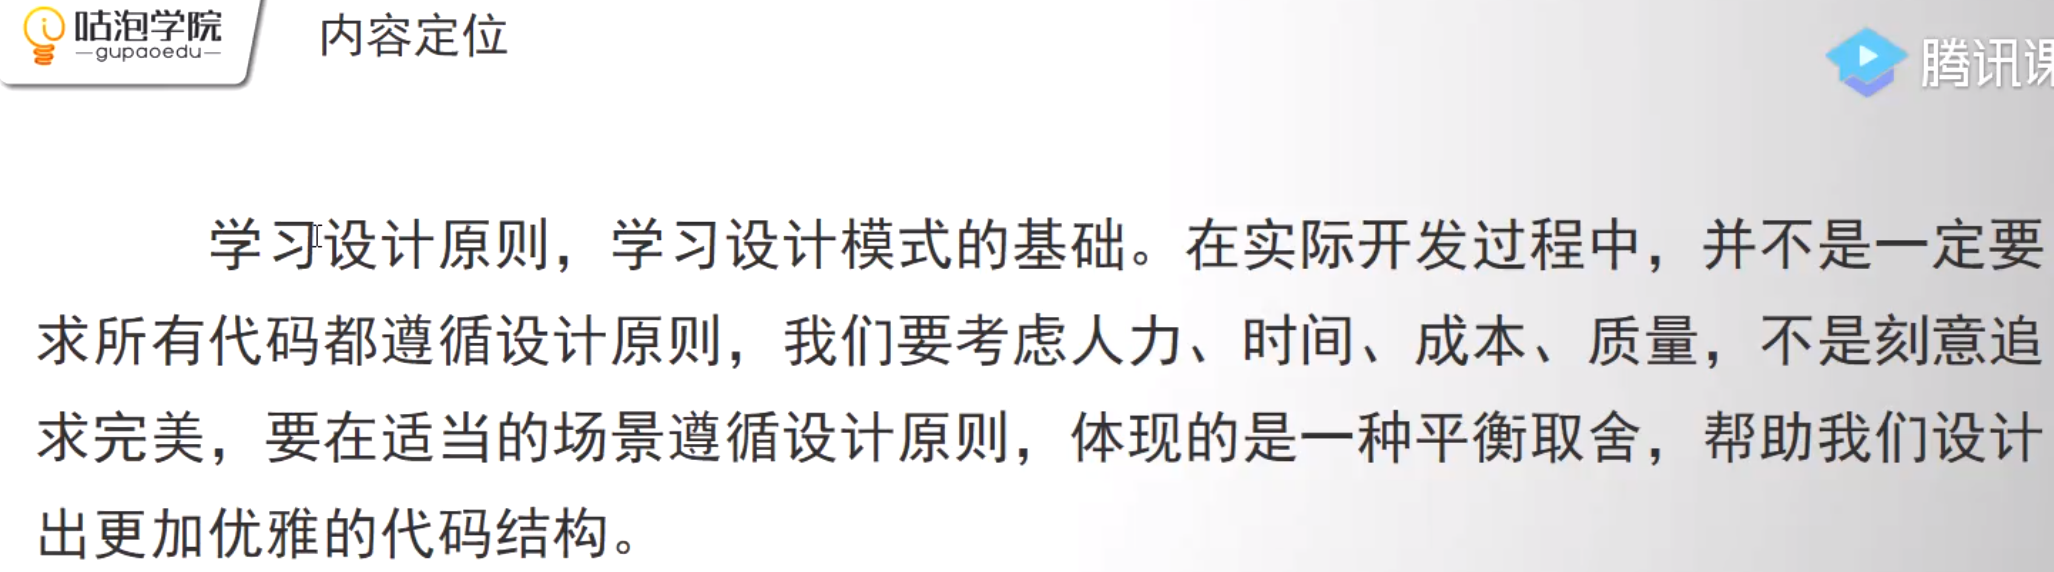 咕泡学院
gupaoedu
内容定位
腾讯课
学习设计原则，学习设计模式的基础。在实际开发过程中，并不是一定要
求所有代码都遵循设计原则，我们要考虑人力、时间、成本、质量，不是刻意追
求完美，要在适当的场景遵循设计原则，体现的是一种平衡取舍，帮助我们设计
出更加优雅的代码结构。